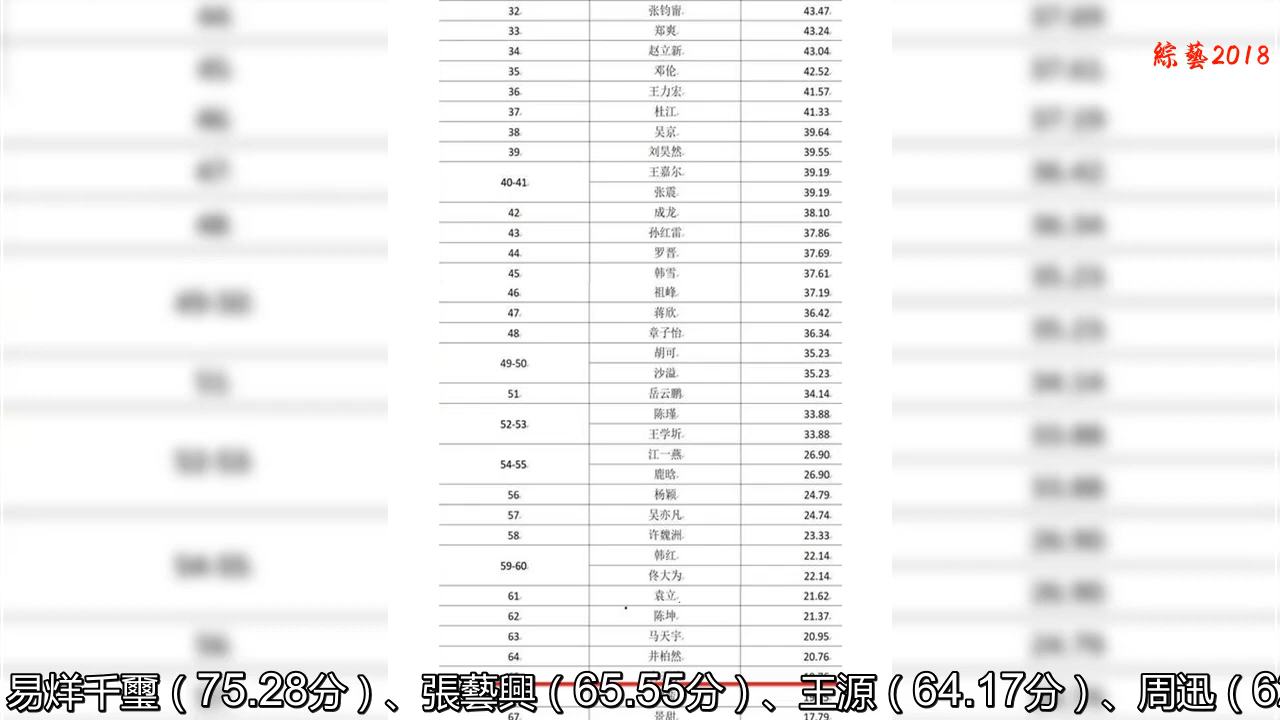 32 张钧甯 43.47
33 郑爽 43.24
34 赵立新 43.04
35 邓伦 42.52
36 王力宏 41.57
37 杜江 41.33
38 吴京 39.64
39 刘昊然 39.55
40-41 王嘉尔 39.19
张震 39.19
42 成龙 38.10
43 孙红雷 37.86
44 罗晋 37.69
45 韩雪 37.61
46 祖峰 37.19
47 蒋欣 36.42
48 章子怡 36.34
49-50 胡可 35.23
沙溢 35.23
51 岳云鹏 34.14
52-53 陈瑾 33.88
王学圻 33.88
54-55 江一燕 26.90
鹿晗 26.90
56 杨颖 24.79
57 吴亦凡 24.74
58 许魏洲 23.33
59-60 韩红 22.14
佟大为 22.14
61 袁立 21.62
62 陈坤 21.37
63 马天宇 20.95
64 井柏然 20.76
67 景甜 17.79
綜藝2018
易烊千璽（75.28分）、張藝興（65.55分）、王源（64.17分）、周迅（6